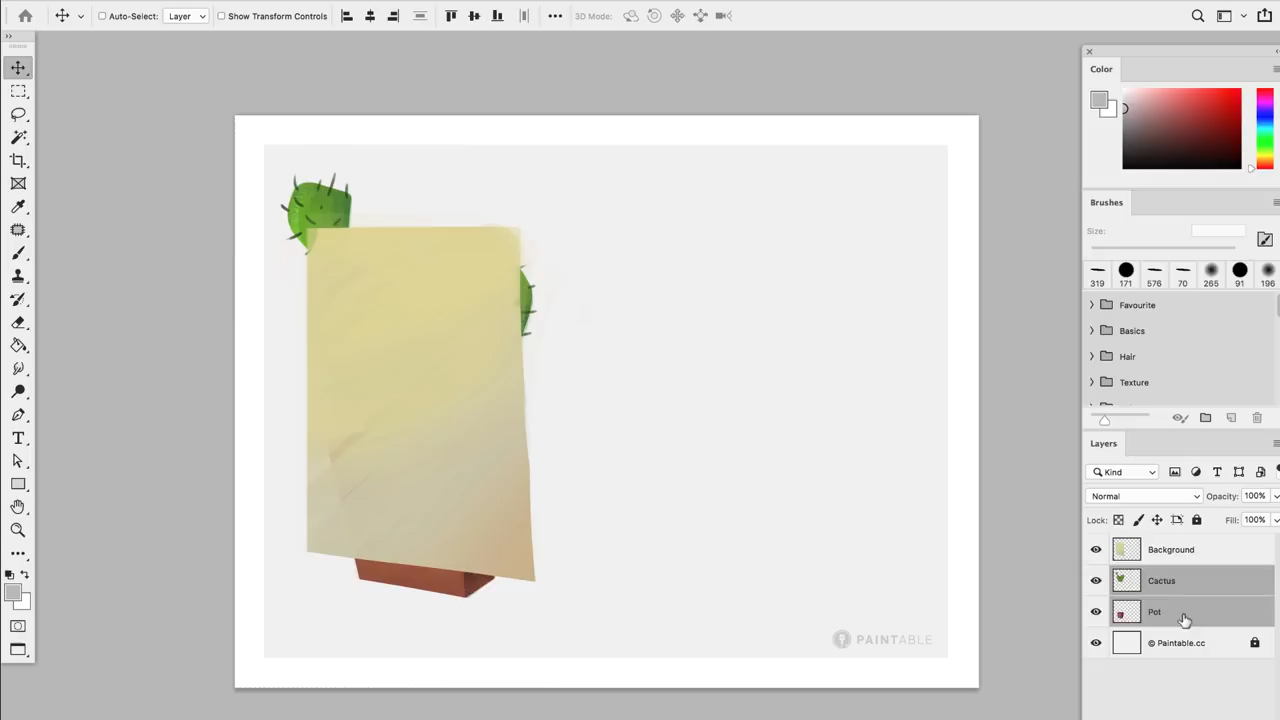 Auto-Select:
Layer
Show Transform Controls
3D Mode:
Color
Brushes
Size:
319
171
576
70
265
91
196
Favourite
Basics
Hair
Texture
Layers
Kind
Normal
Opacity:
100%
Lock:
Fill:
100%
Background
Cactus
Pot
© Paintable.cc
PAINTABLE